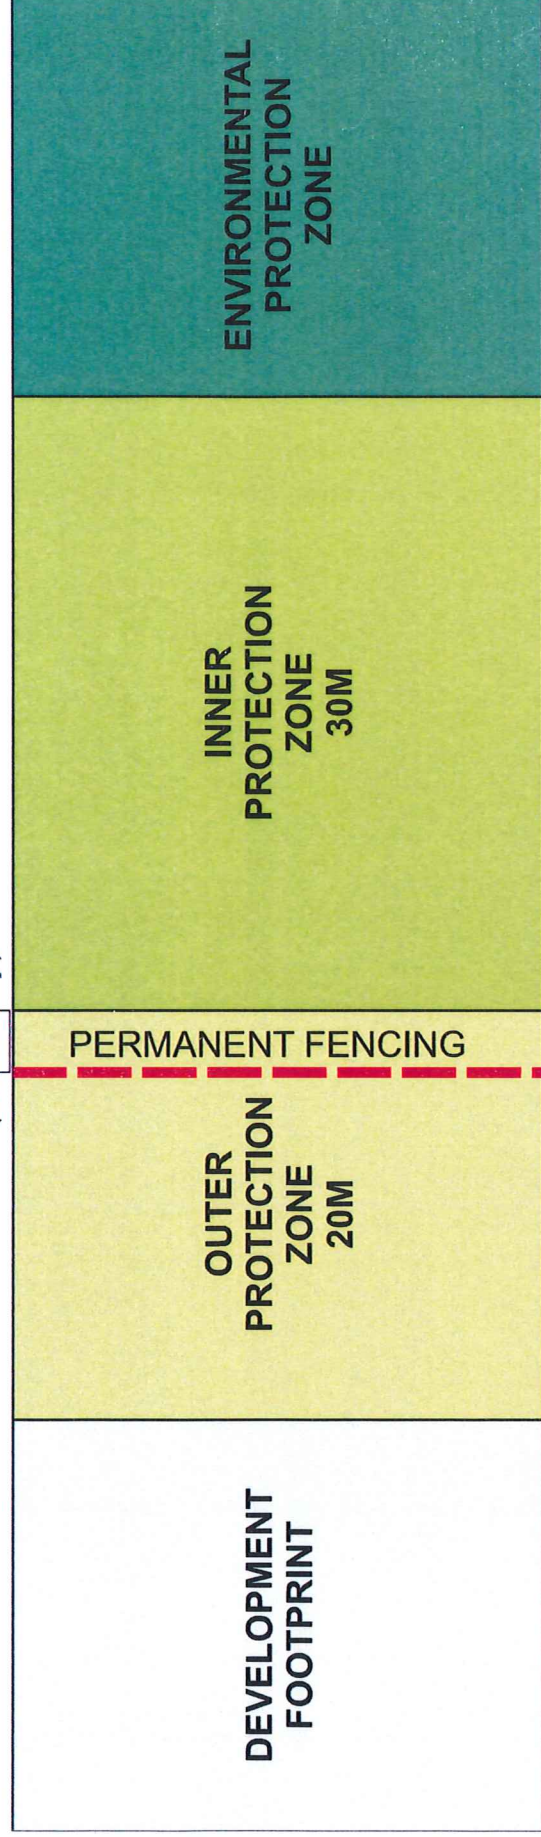 ENVIRONMENTAL
PROTECTION
ZONE
INNER
PROTECTION
ZONE
30M
PERMANENT FENCING
OUTER
PROTECTION
ZONE
20M
DEVELOPMENT
FOOTPRINT